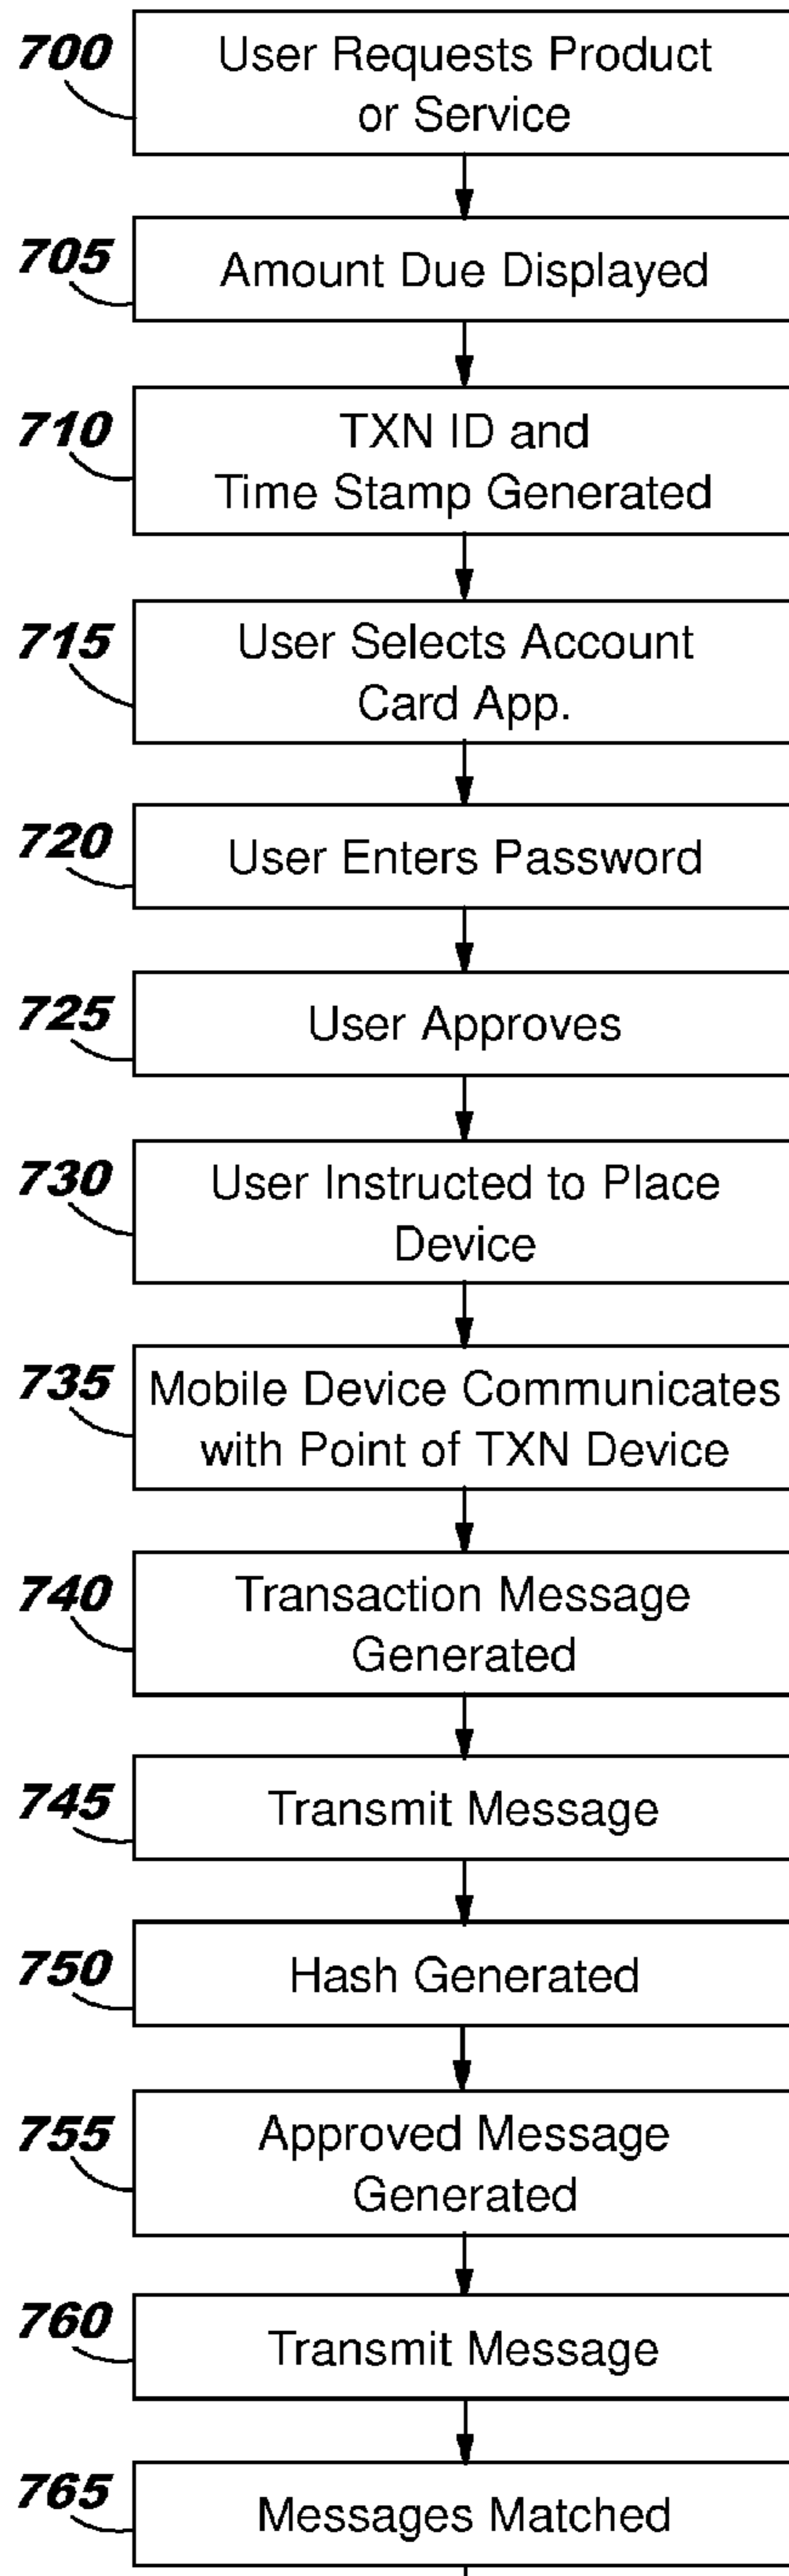 700
User Requests Product
or Service
705
Amount Due Displayed
710
TXN ID and
Time Stamp Generated
715
User Selects Account
Card App.
720
User Enters Password
725
User Approves
730
User Instructed to Place
Device
735
Mobile Device Communicates
with Point of TXN Device
740
Transaction Message
Generated
745
Transmit Message
750
Hash Generated
755
Approved Message
Generated
760
Transmit Message
765
Messages Matched